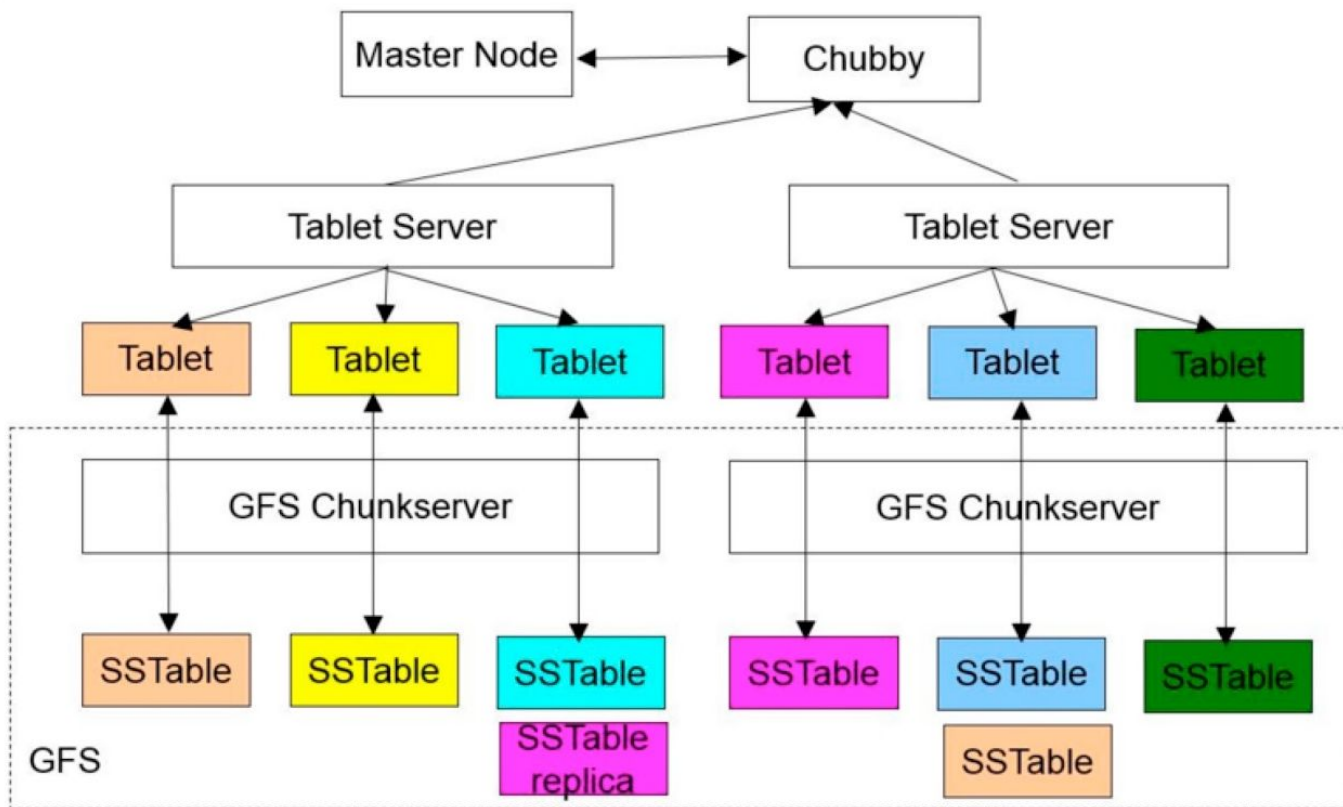 Master Node
Chubby
Tablet Server
Tablet Server
Tablet
Tablet
Tablet
Tablet
Tablet
Tablet
GFS Chunkserver
GFS Chunkserver
SSTable
SSTable
SSTable
SSTable
SSTable
SSTable
SSTable
replica
SSTable
GFS